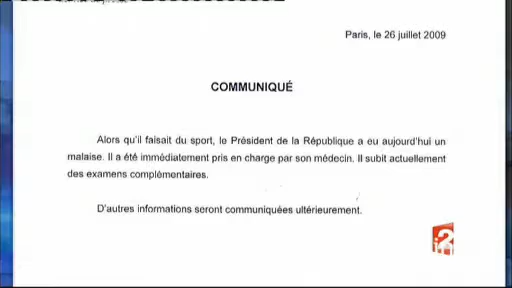 Paris, le 26 juillet 2009
COMMUNIQUÉ
Alors qu'il faisait du sport, le Président de la République a eu aujourd'hui un
malaise. Il a été immédiatement pris en charge par son médecin. Il subit actuellement
des examens complémentaires.
D'autres informations seront communiquées ultérieurement.
2